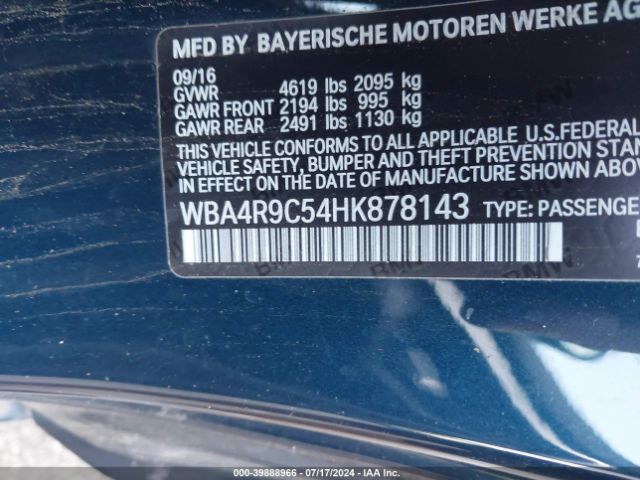 MFD BY BAYERISCHE MOTOREN WERKE AG
09/16
GVWR 4619 lbs 2095 kg
GAWR FRONT 2194 lbs 995 kg
GAWR REAR 2491 lbs 1130 kg
THIS VEHICLE CONFORMS TO ALL APPLICABLE U.S.FEDERAL
VEHICLE SAFETY, BUMPER AND THEFT PREVENTION STAN
IN EFFECT ON THE DATE OF MANUFACTURE SHOWN ABOV
WBA4R9C54HK878143 TYPE: PASSENGE
000-39888966 / 07/17/2024 - IAA Inc.